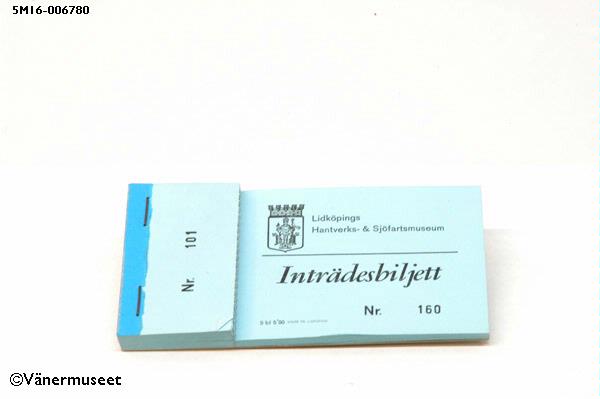 5M16-006780
Nr. 101
Lidköpings
Hantverks- & Sjöfartsmuseum
Inträdesbiljett
Nr. 160
©Vänermuseet